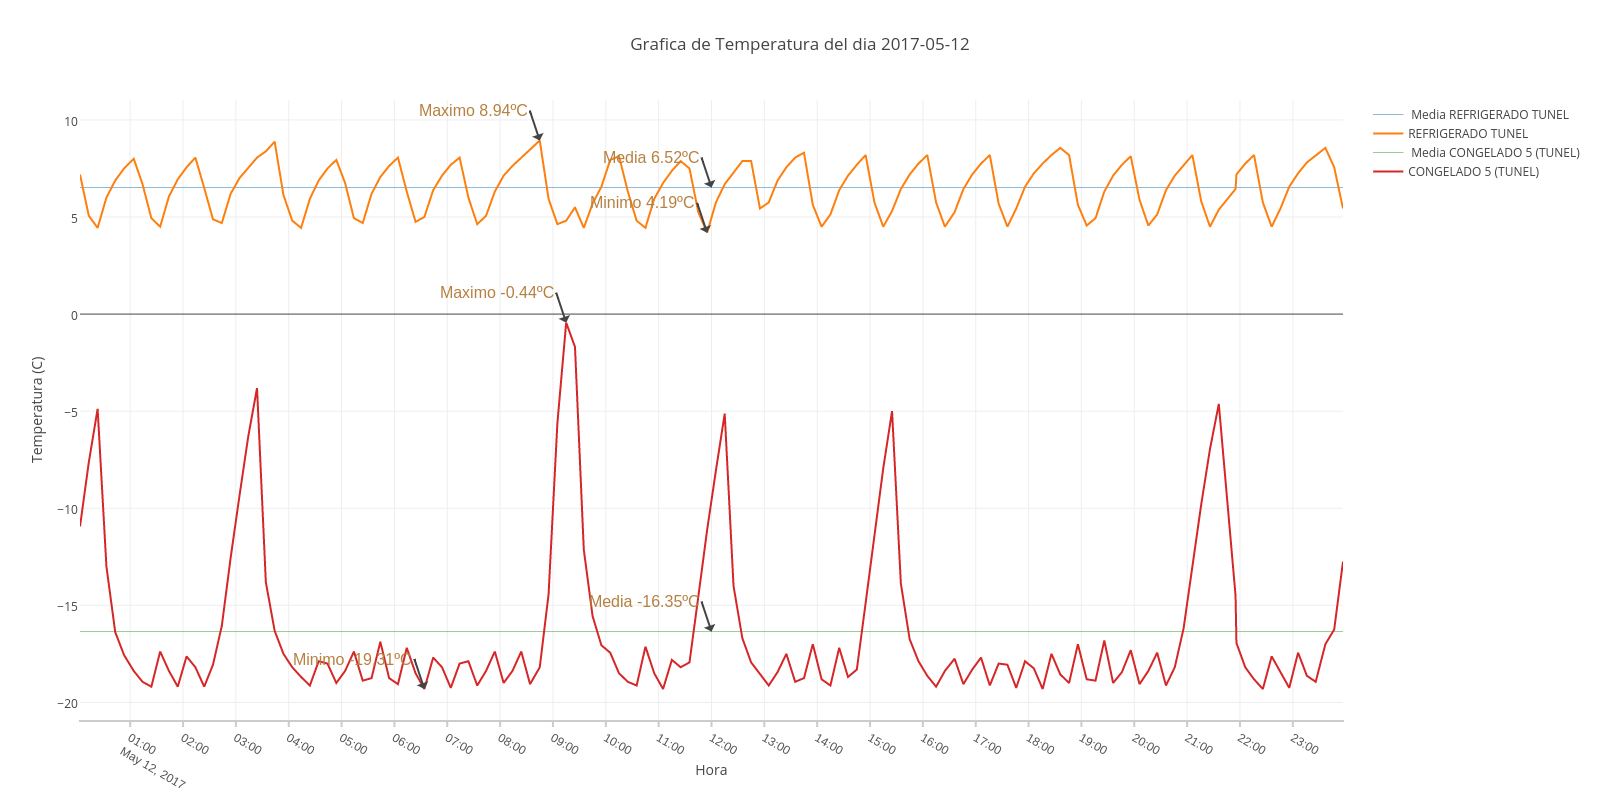 Grafica de Temperatura del dia 2017-05-12
Maximo 8.94ºC
Media 6.52ºC
Minimo 4.19ºC
Maximo -0.44ºC
Media -16.35ºC
Minimo -19.31ºC
Media REFRIGERADO TUNEL
REFRIGERADO TUNEL
Media CONGELADO 5 (TUNEL)
CONGELADO 5 (TUNEL)
Temperatura (C)
10
5
0
−5
−10
−15
−20
01:00
May 12, 2017
02:00
03:00
04:00
05:00
06:00
07:00
08:00
09:00
10:00
11:00
12:00
13:00
14:00
15:00
16:00
17:00
18:00
19:00
20:00
21:00
22:00
23:00
Hora